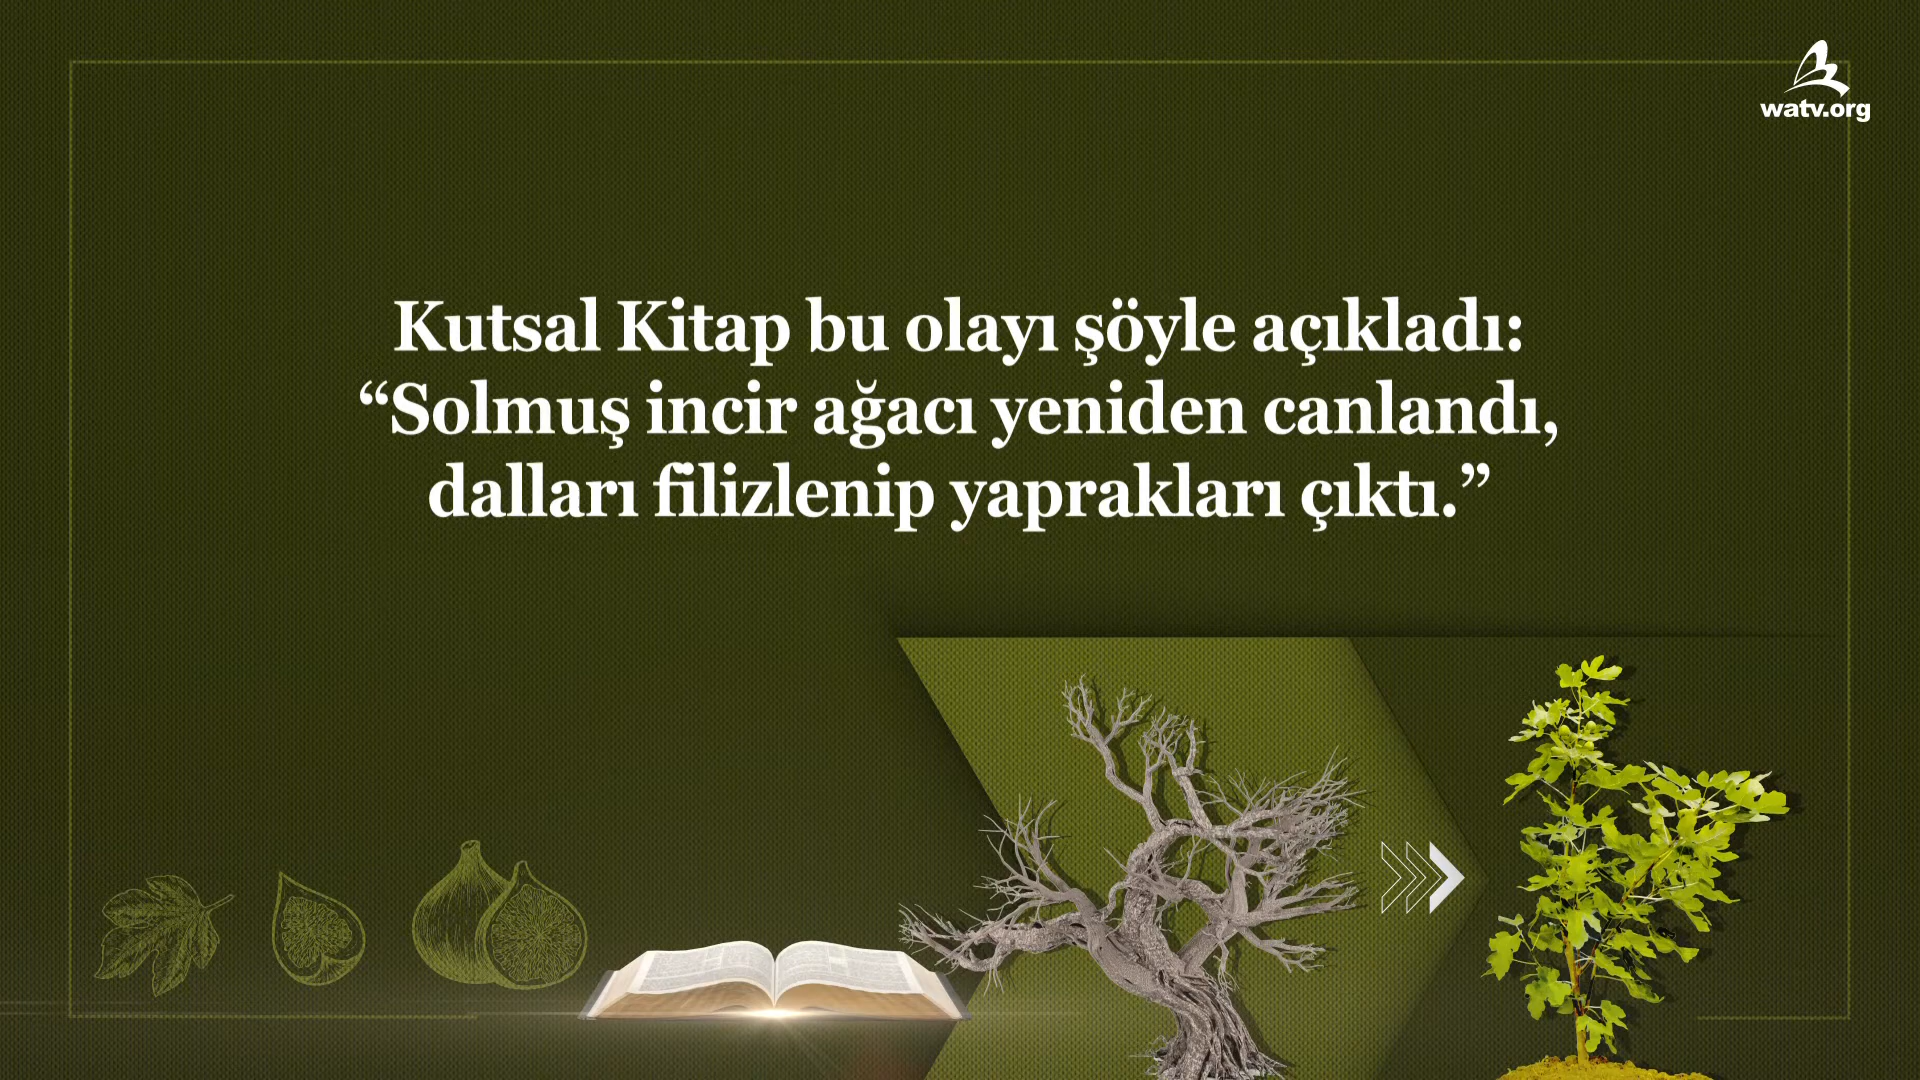 watv.org
Kutsal Kitap bu olayı şöyle açıkladı:
“Solmuş incir ağacı yeniden canlandı,
dalları filizlenip yaprakları çıktı.”